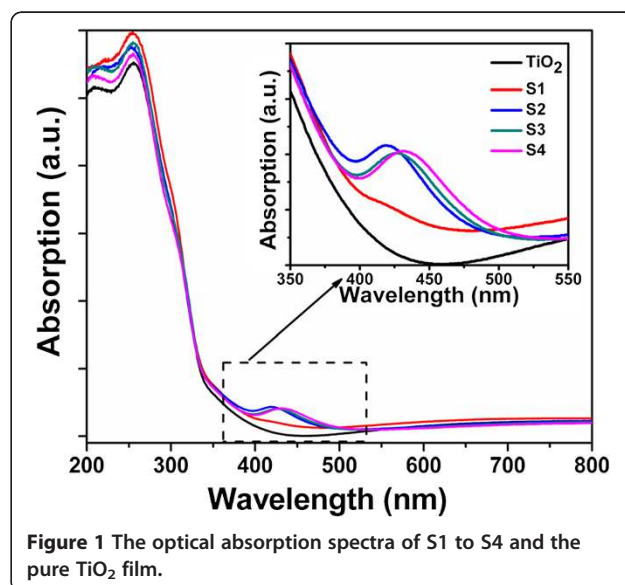 Absorption (a.u.)
Absorption (a.u.)
TiO₂
S1
S2
S3
S4
350 400 450 500 550
Wavelength (nm)
200 300 400 500 600 700 800
Wavelength (nm)
Figure 1 The optical absorption spectra of S1 to S4 and the
pure TiO₂ film.